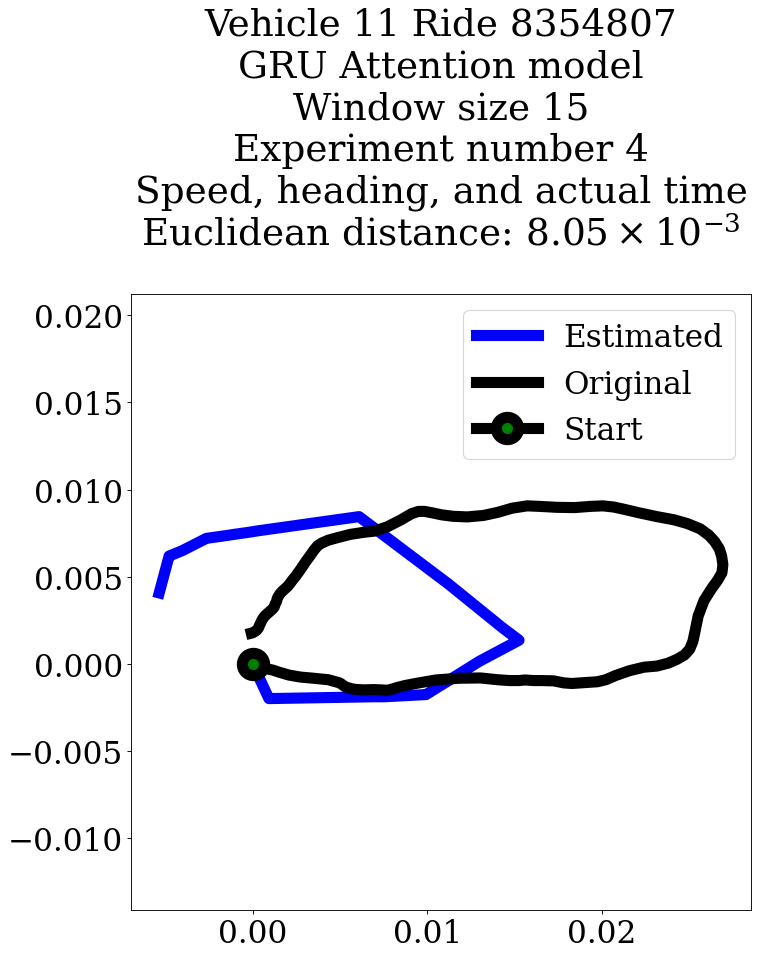 Vehicle 11 Ride 8354807
GRU Attention model
Window size 15
Experiment number 4
Speed, heading, and actual time
Euclidean distance: 8.05 × 10⁻³
Estimated
Original
Start
0.020
0.015
0.010
0.005
0.000
−0.005
−0.010
0.00 0.01 0.02